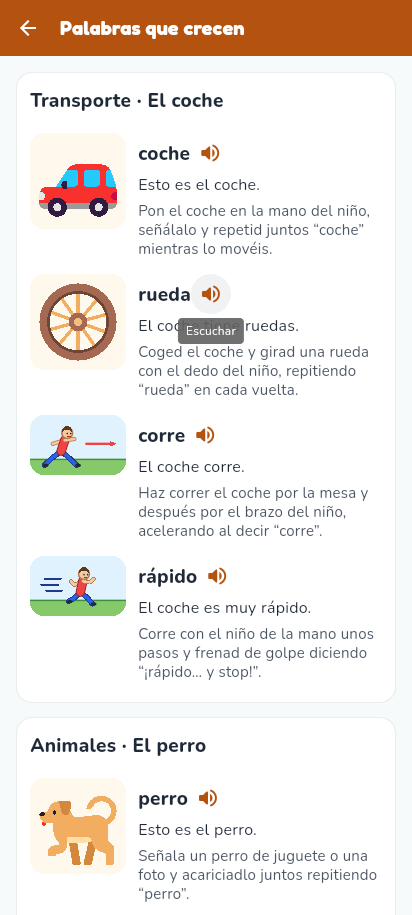 Palabras que crecen
Transporte · El coche
coche
Esto es el coche.
Pon el coche en la mano del niño,
señálalo y repetid juntos “coche”
mientras lo movéis.
rueda
El coche tiene ruedas.
Escuchar
Coged el coche y girad una rueda
con el dedo del niño, repitiendo
“rueda” en cada vuelta.
corre
El coche corre.
Haz correr el coche por la mesa y
después por el brazo del niño,
acelerando al decir “corre”.
rápido
El coche es muy rápido.
Corre con el niño de la mano unos
pasos y frenad de golpe diciendo
“¡rápido… y stop!”.
Animales · El perro
perro
Esto es el perro.
Señala un perro de juguete o una
foto y acariciadlo juntos repitiendo
“perro”.